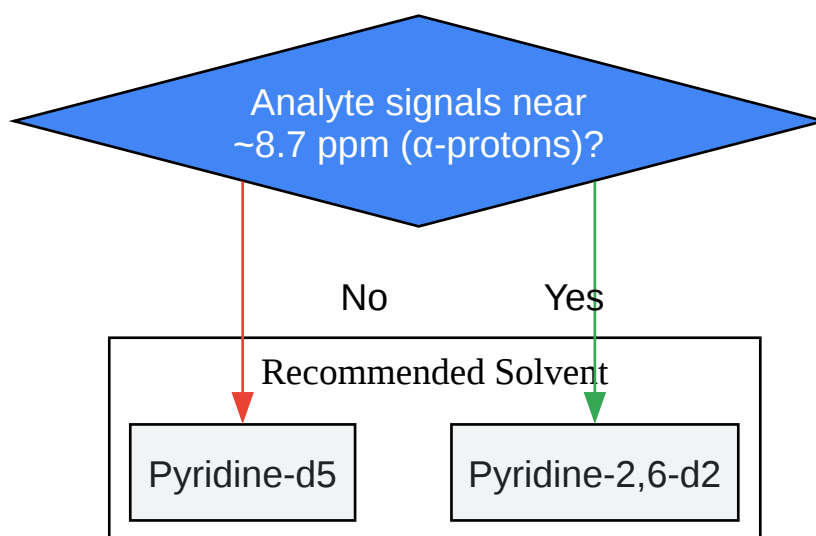 Analyte signals near
~8.7 ppm (α-protons)?
No
Yes
Recommended Solvent
Pyridine-d5
Pyridine-2,6-d2